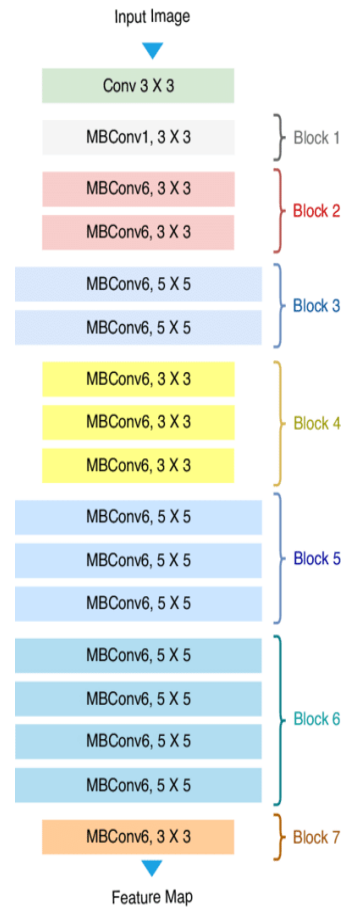 Input Image
Conv 3 X 3
MBConv1, 3 X 3
Block 1
MBConv6, 3 X 3
MBConv6, 3 X 3
Block 2
MBConv6, 5 X 5
MBConv6, 5 X 5
Block 3
MBConv6, 3 X 3
MBConv6, 3 X 3
MBConv6, 3 X 3
Block 4
MBConv6, 5 X 5
MBConv6, 5 X 5
MBConv6, 5 X 5
Block 5
MBConv6, 5 X 5
MBConv6, 5 X 5
MBConv6, 5 X 5
MBConv6, 5 X 5
Block 6
MBConv6, 3 X 3
Block 7
Feature Map